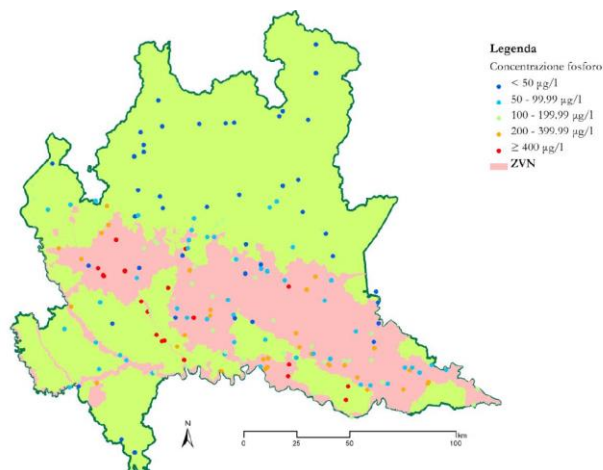 Legenda
Concentrazione fosforo
< 50 µg/l
50 - 99.99 µg/l
100 - 199.99 µg/l
200 - 399.99 µg/l
≥ 400 µg/l
ZVN
N
0 25 50 100
km